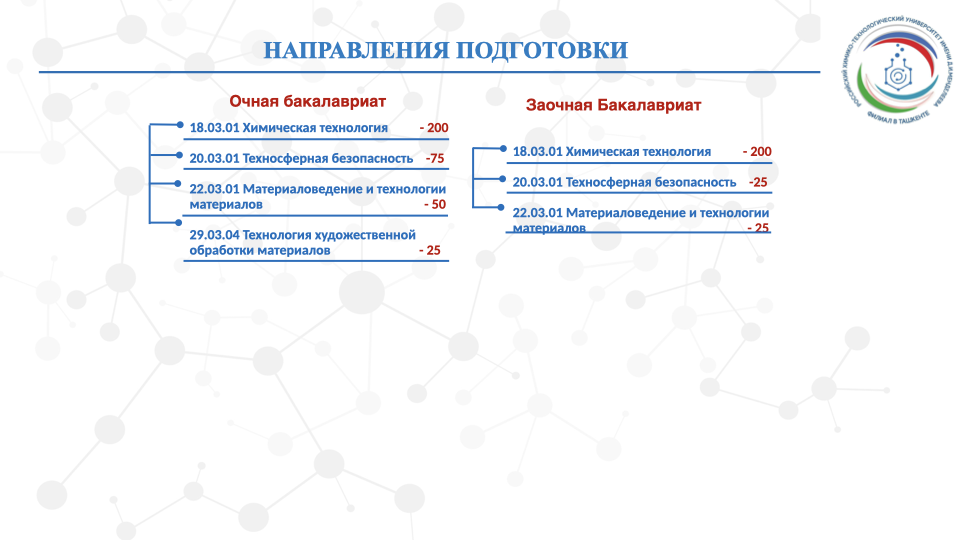 НАПРАВЛЕНИЯ ПОДГОТОВКИ
Очная бакалавриат
18.03.01 Химическая технология - 200
20.03.01 Техносферная безопасность -75
22.03.01 Материаловедение и технологии
материалов - 50
29.03.04 Технология художественной
обработки материалов - 25
Заочная Бакалавриат
18.03.01 Химическая технология - 200
20.03.01 Техносферная безопасность -25
22.03.01 Материаловедение и технологии
материалов - 25
РОССИЙСКИЙ ХИМИКО-ТЕХНОЛОГИЧЕСКИЙ УНИВЕРСИТЕТ ИМЕНИ Д.И.МЕНДЕЛЕЕВА
ФИЛИАЛ В ТАШКЕНТЕ